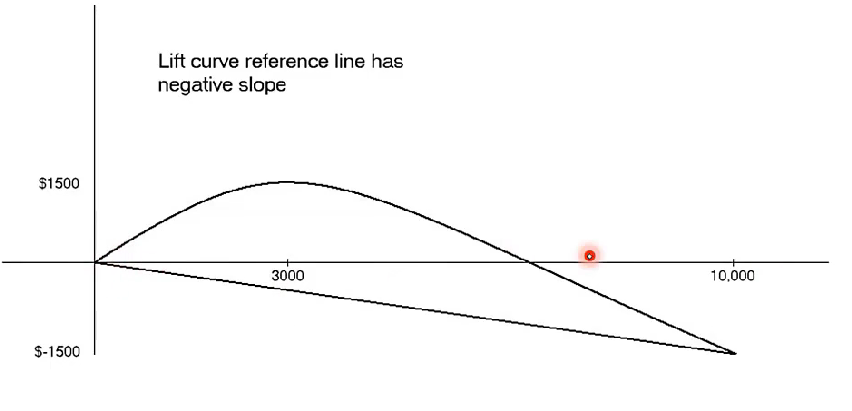 Lift curve reference line has
negative slope
$1500
3000
10,000
$-1500